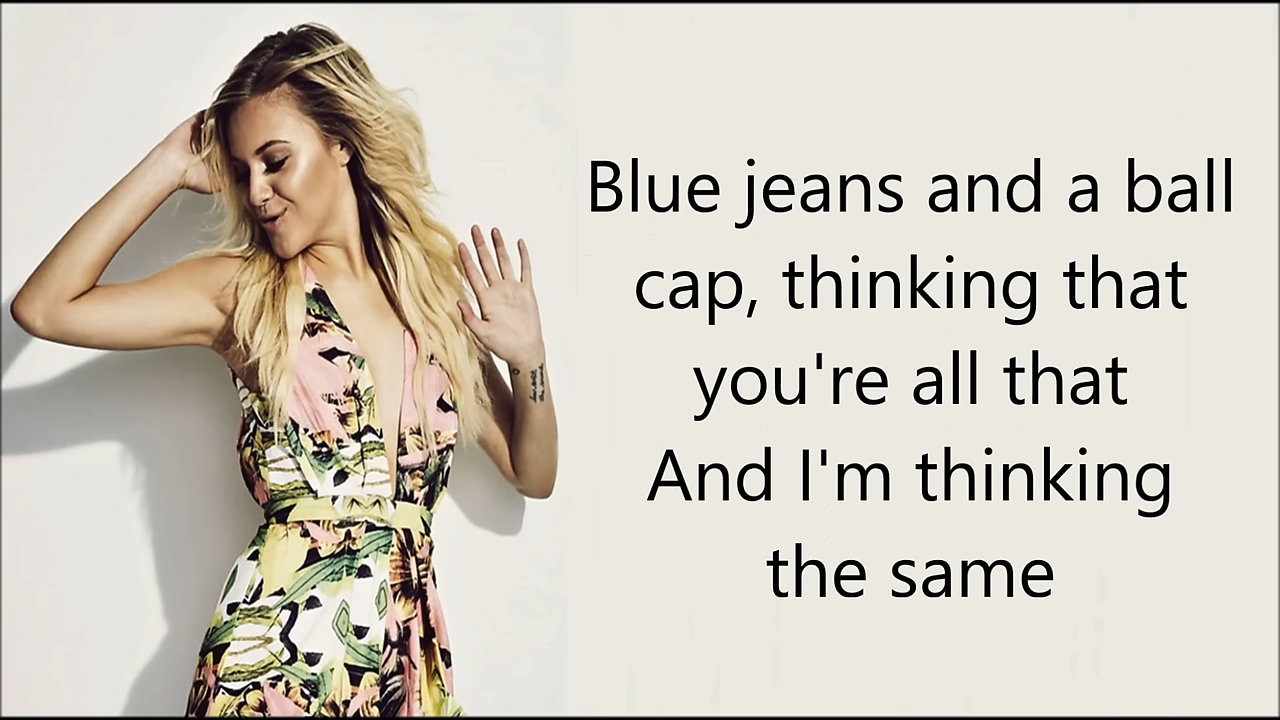 Blue jeans and a ball
cap, thinking that
you're all that
And I'm thinking
the same